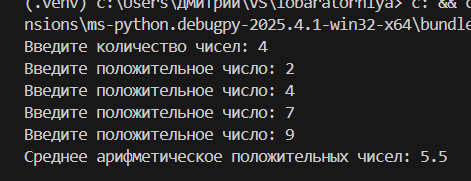 (.venv) c:\Users\Дмитрий\VS\lobaratorniya> c: && c
nsions\ms-python.debugpy-2025.4.1-win32-x64\bundle
Введите количество чисел: 4
Введите положительное число: 2
Введите положительное число: 4
Введите положительное число: 7
Введите положительное число: 9
Среднее арифметическое положительных чисел: 5.5